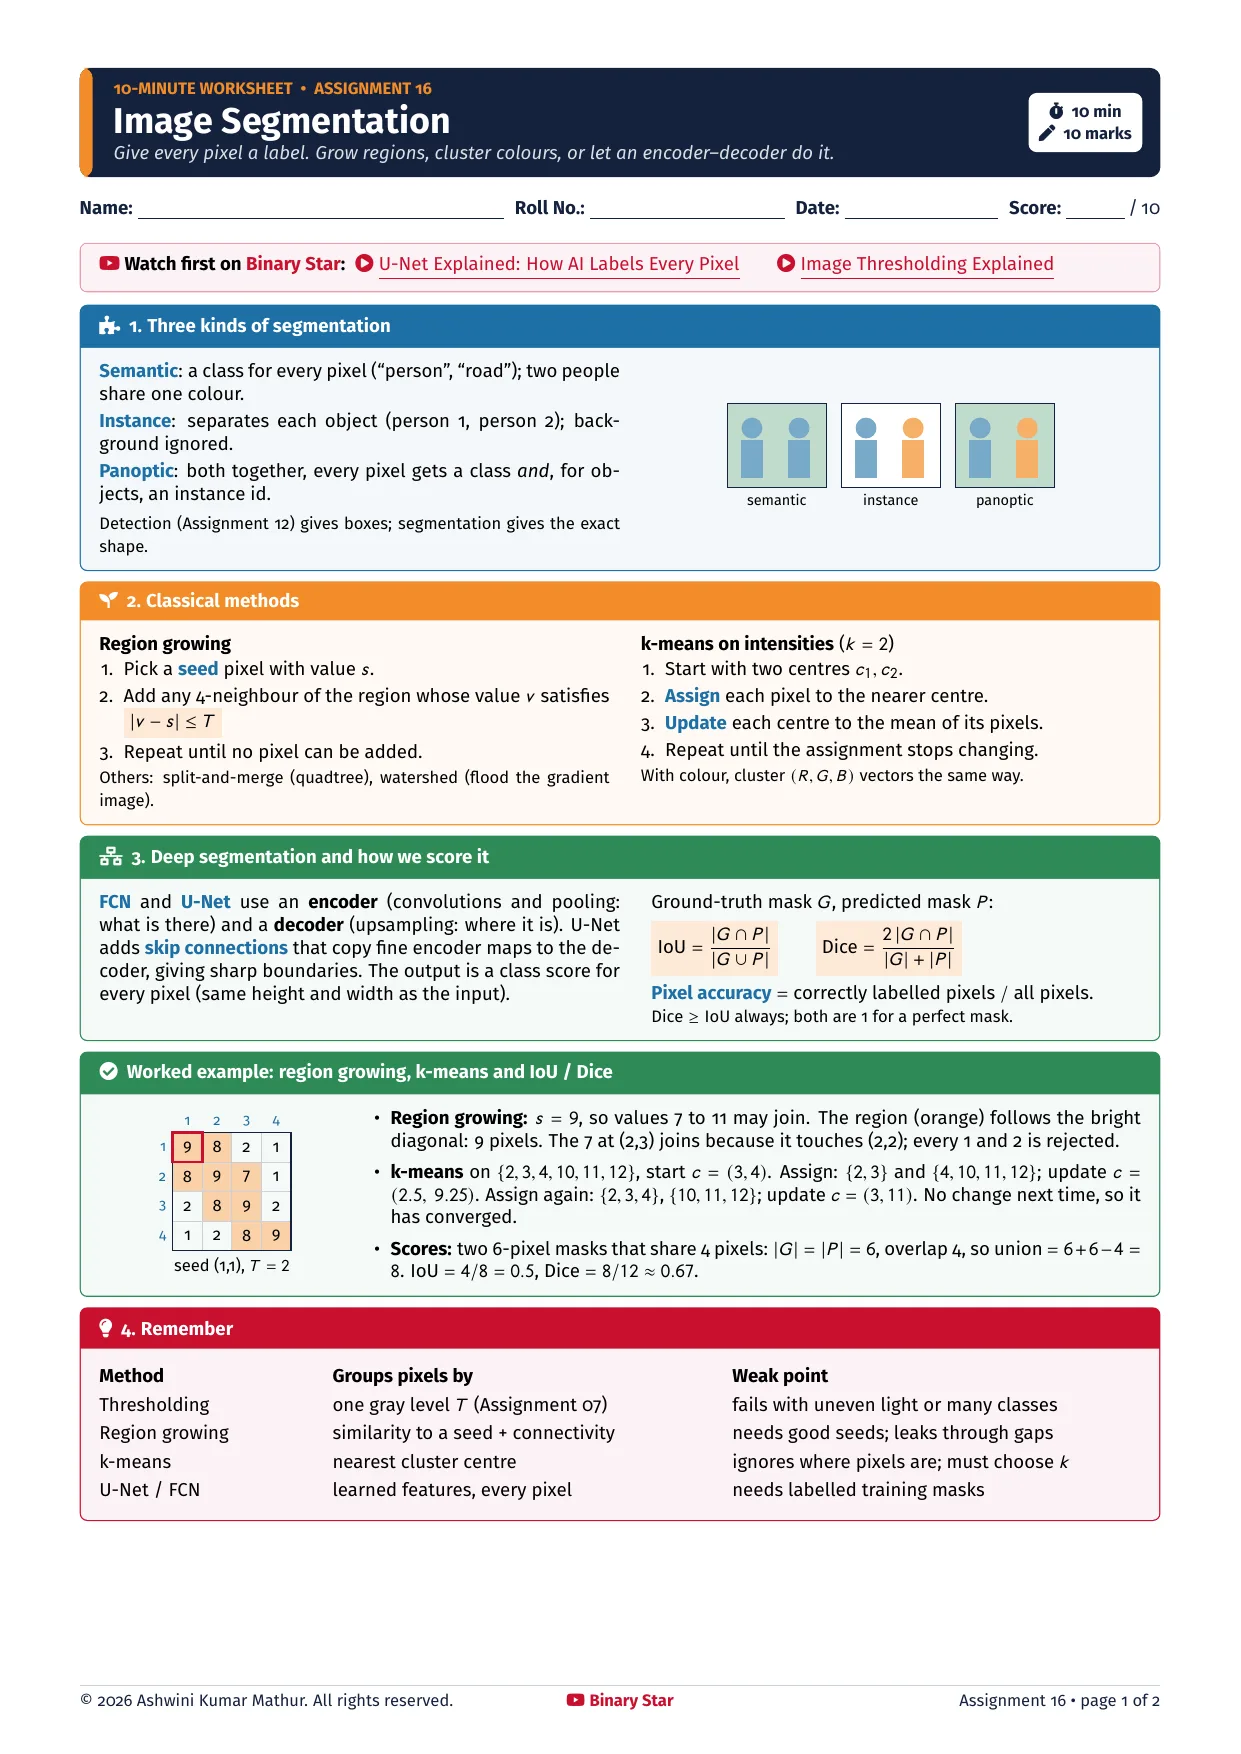 10-MINUTE WORKSHEET • ASSIGNMENT 16
Image Segmentation
Give every pixel a label. Grow regions, cluster colours, or let an encoder–decoder do it.
10 min
10 marks
Name: Roll No.: Date: Score: / 10
Watch first on Binary Star: U-Net Explained: How AI Labels Every Pixel Image Thresholding Explained
1. Three kinds of segmentation
Semantic: a class for every pixel (“person”, “road”); two people
share one colour.
Instance: separates each object (person 1, person 2); back-
ground ignored.
Panoptic: both together, every pixel gets a class and, for ob-
jects, an instance id.
Detection (Assignment 12) gives boxes; segmentation gives the exact
shape.
semantic instance panoptic
2. Classical methods
Region growing
1. Pick a seed pixel with value s.
2. Add any 4-neighbour of the region whose value v satisfies
|v − s| ≤ T
3. Repeat until no pixel can be added.
Others: split-and-merge (quadtree), watershed (flood the gradient
image).
k-means on intensities (k = 2)
1. Start with two centres c₁, c₂.
2. Assign each pixel to the nearer centre.
3. Update each centre to the mean of its pixels.
4. Repeat until the assignment stops changing.
With colour, cluster (R, G, B) vectors the same way.
3. Deep segmentation and how we score it
FCN and U-Net use an encoder (convolutions and pooling:
what is there) and a decoder (upsampling: where it is). U-Net
adds skip connections that copy fine encoder maps to the de-
coder, giving sharp boundaries. The output is a class score for
every pixel (same height and width as the input).
Ground-truth mask G, predicted mask P:
IoU = |G ∩ P| / |G ∪ P| Dice = 2 |G ∩ P| / |G| + |P|
Pixel accuracy = correctly labelled pixels / all pixels.
Dice ≥ IoU always; both are 1 for a perfect mask.
Worked example: region growing, k-means and IoU / Dice
1 2 3 4
1 9 8 2 1
2 8 9 7 1
3 2 8 9 2
4 1 2 8 9
seed (1,1), T = 2
• Region growing: s = 9, so values 7 to 11 may join. The region (orange) follows the bright
diagonal: 9 pixels. The 7 at (2,3) joins because it touches (2,2); every 1 and 2 is rejected.
• k-means on {2, 3, 4, 10, 11, 12}, start c = (3, 4). Assign: {2, 3} and {4, 10, 11, 12}; update c =
(2.5, 9.25). Assign again: {2, 3, 4}, {10, 11, 12}; update c = (3, 11). No change next time, so it
has converged.
• Scores: two 6-pixel masks that share 4 pixels: |G| = |P| = 6, overlap 4, so union = 6+6−4 =
8. IoU = 4/8 = 0.5, Dice = 8/12 ≈ 0.67.
4. Remember
Method Groups pixels by Weak point
Thresholding one gray level T (Assignment 07) fails with uneven light or many classes
Region growing similarity to a seed + connectivity needs good seeds; leaks through gaps
k-means nearest cluster centre ignores where pixels are; must choose k
U-Net / FCN learned features, every pixel needs labelled training masks
© 2026 Ashwini Kumar Mathur. All rights reserved. Binary Star Assignment 16 • page 1 of 2